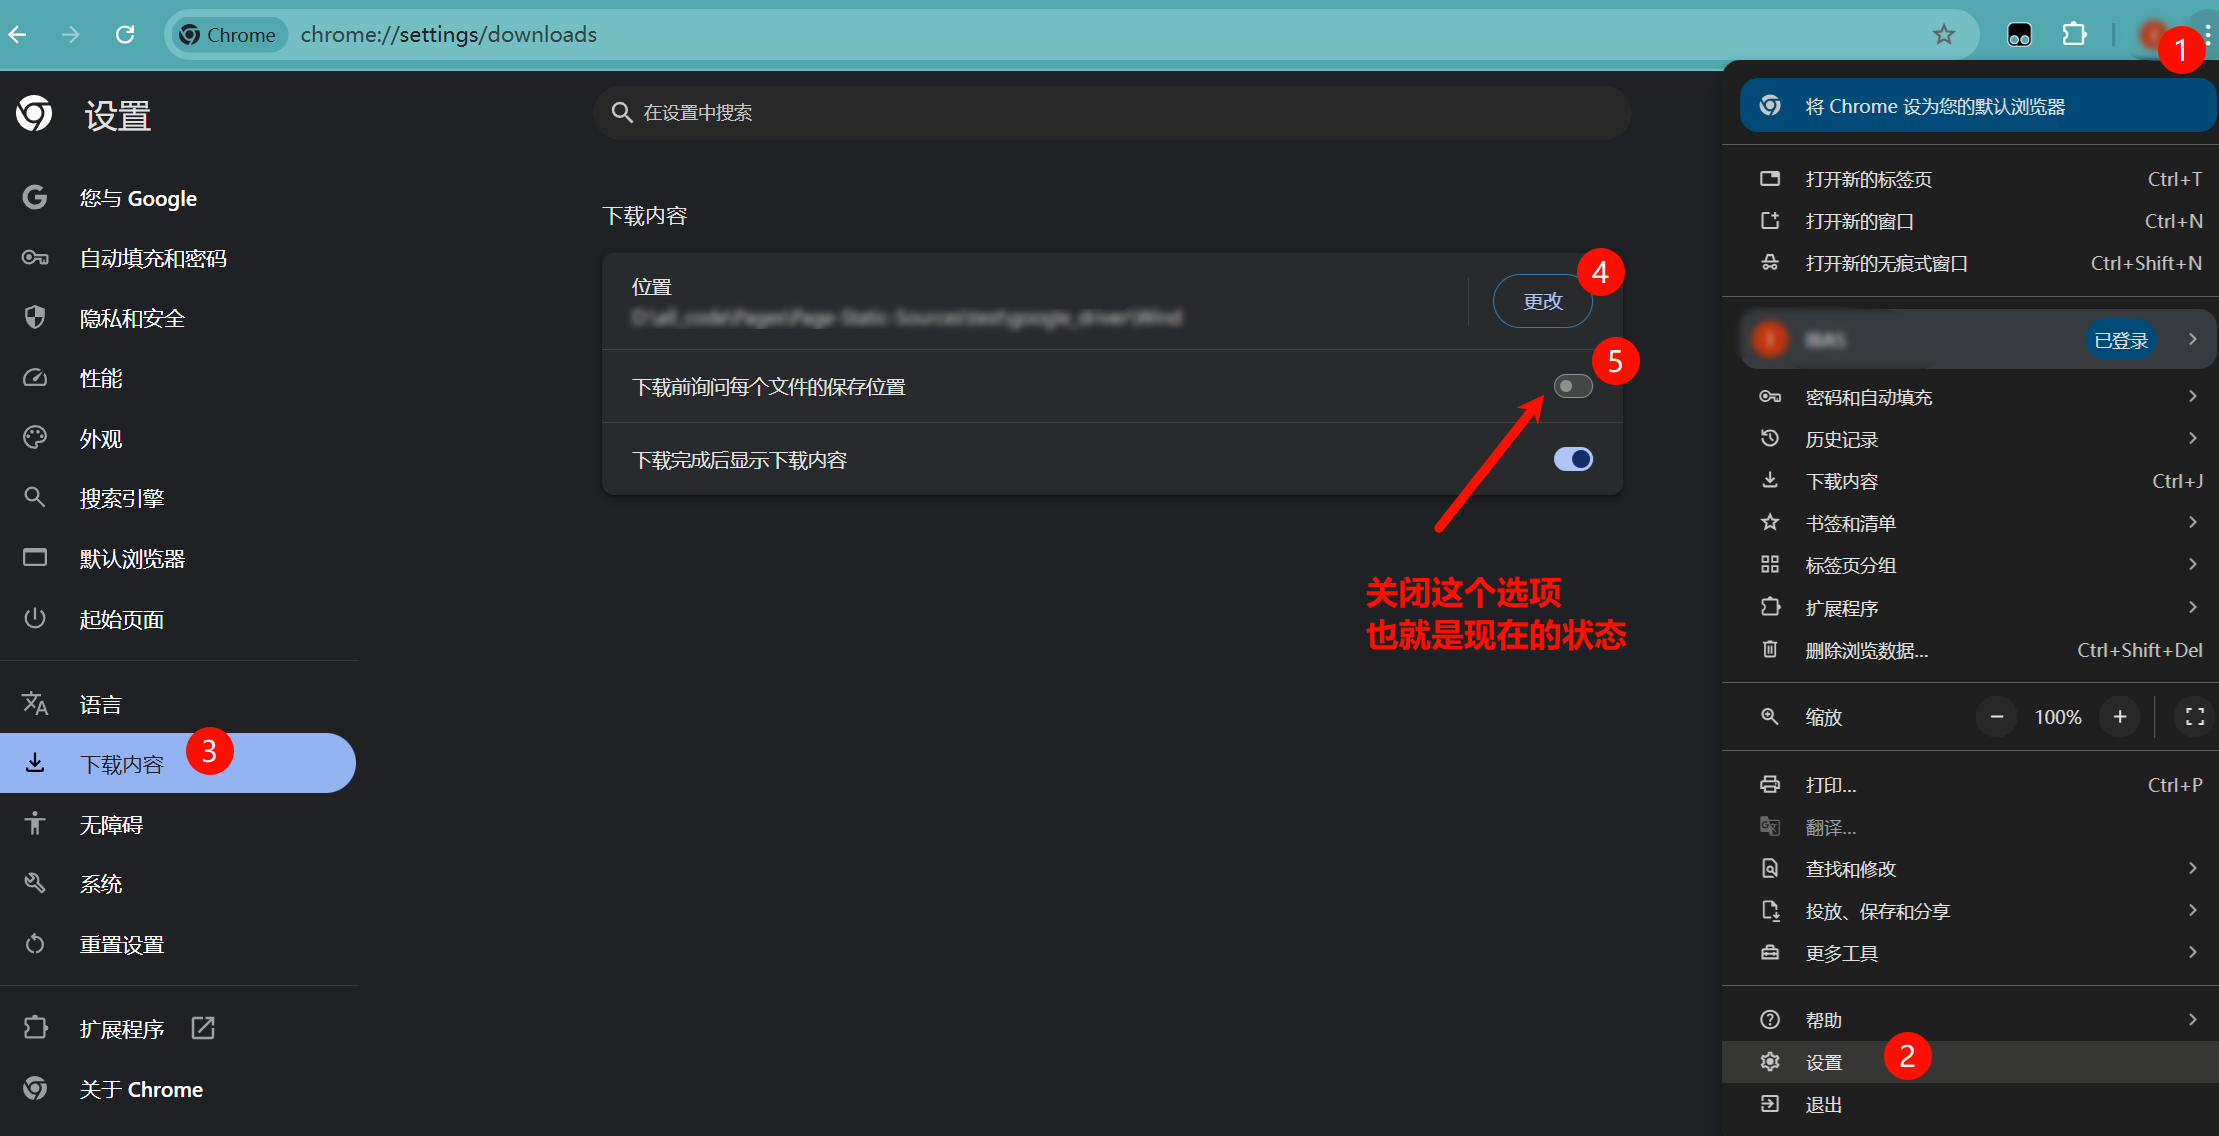 Chrome
chrome://settings/downloads
1
设置
在设置中搜索
您与 Google
自动填充和密码
隐私和安全
性能
外观
搜索引擎
默认浏览器
起始页面
语言
下载内容
3
无障碍
系统
重置设置
扩展程序
关于 Chrome
下载内容
位置
更改
4
下载前询问每个文件的保存位置
5
下载完成后显示下载内容
关闭这个选项
也就是现在的状态
将 Chrome 设为您的默认浏览器
打开新的标签页 Ctrl+T
打开新的窗口 Ctrl+N
打开新的无痕式窗口 Ctrl+Shift+N
已登录
密码和自动填充
历史记录
下载内容 Ctrl+J
书签和清单
标签页分组
扩展程序
删除浏览数据... Ctrl+Shift+Del
缩放 − 100% +
打印... Ctrl+P
翻译...
查找和修改
投放、保存和分享
更多工具
帮助
设置 2
退出